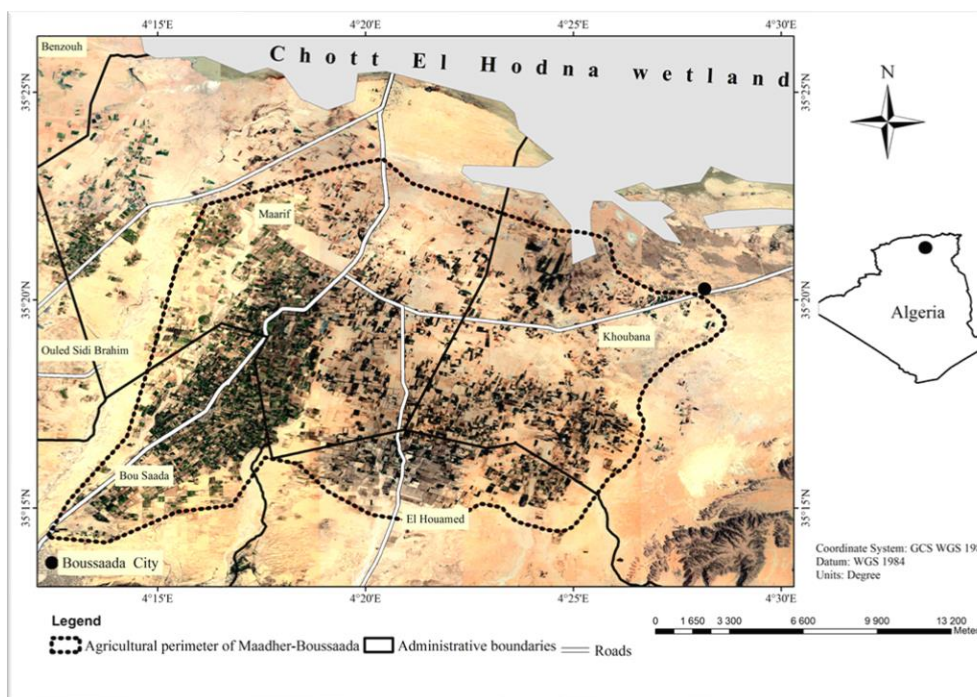 4°15'E
4°20'E
4°25'E
4°30'E
Benzouh
Chott El Hodna wetland
N
35°25'N
35°25'N
Maarif
35°20'N
35°20'N
Algeria
Khoubana
Ouled Sidi Brahim
Bou Saada
35°15'N
35°15'N
El Houamed
Boussaada City
Coordinate System: GCS WGS 19
Datum: WGS 1984
Units: Degree
4°15'E
4°20'E
4°25'E
4°30'E
Legend
Agricultural perimeter of Maadher-Boussaada
Administrative boundaries
Roads
0 1 650 3 300 6 600 9 900 13 200
Mete